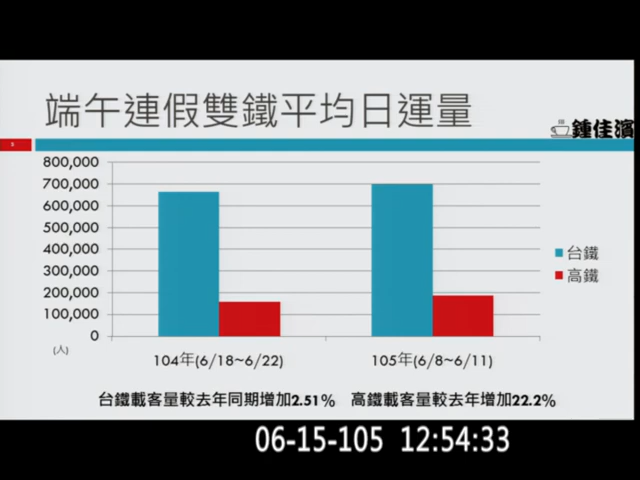 端午連假雙鐵平均日運量
鍾佳濱
5
800,000
700,000
600,000
500,000
400,000
300,000
200,000
100,000
0
(人)
台鐵
高鐵
104年(6/18~6/22)
105年(6/8~6/11)
台鐵載客量較去年同期增加2.51%
高鐵載客量較去年增加22.2%
06-15-105 12:54:33